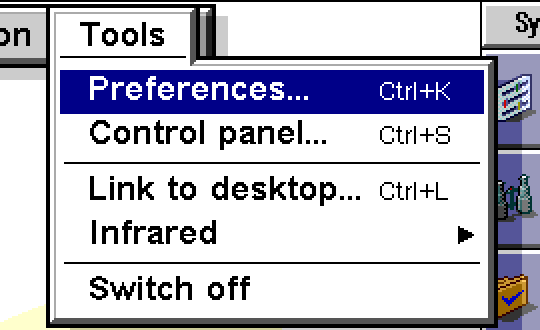 on
Tools
Sy
Preferences... Ctrl+K
Control panel... Ctrl+S
Link to desktop... Ctrl+L
Infrared
Switch off